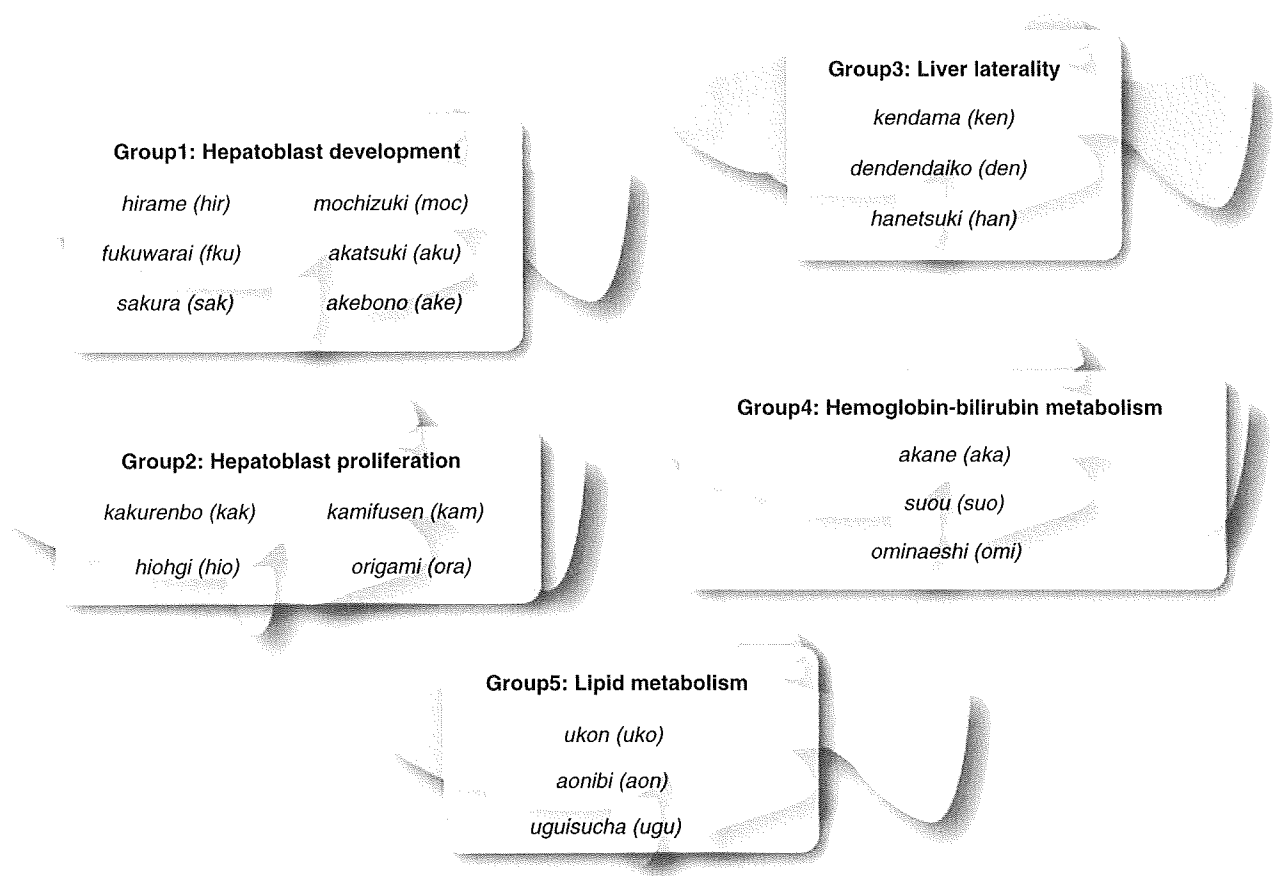 Group1: Hepatoblast development
hirame (hir) mochizuki (moc)
fukuwarai (fku) akatsuki (aku)
sakura (sak) akebono (ake)
Group2: Hepatoblast proliferation
kakurenbo (kak) kamifusen (kam)
hiohgi (hio) origami (ora)
Group3: Liver laterality
kendama (ken)
dendendaiko (den)
hanetsuki (han)
Group4: Hemoglobin-bilirubin metabolism
akane (aka)
suou (suo)
ominaeshi (omi)
Group5: Lipid metabolism
ukon (uko)
aonibi (aon)
uguisucha (ugu)